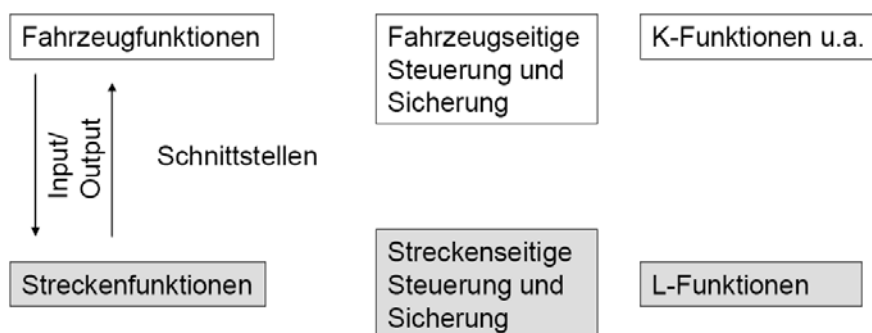 Fahrzeugfunktionen
Fahrzeugseitige
Steuerung und
Sicherung
K-Funktionen u.a.
Input/
Output
Schnittstellen
Streckenfunktionen
Streckenseitige
Steuerung und
Sicherung
L-Funktionen